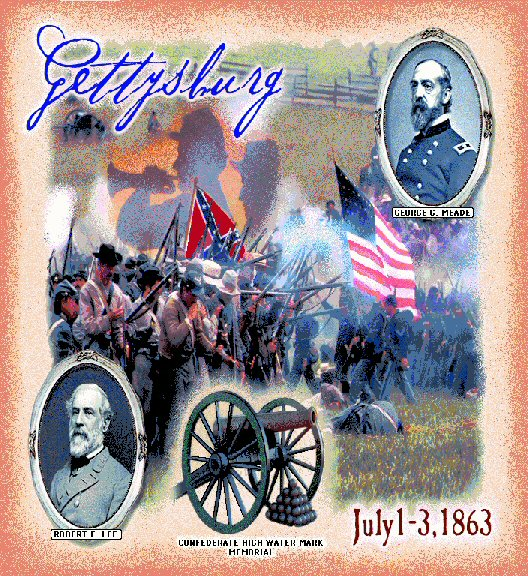 Gettysburg
GEORGE G. MEADE
ROBERT E. LEE
CONFEDERATE HIGH WATER MARK
MEMORIAL
July 1-3, 1863